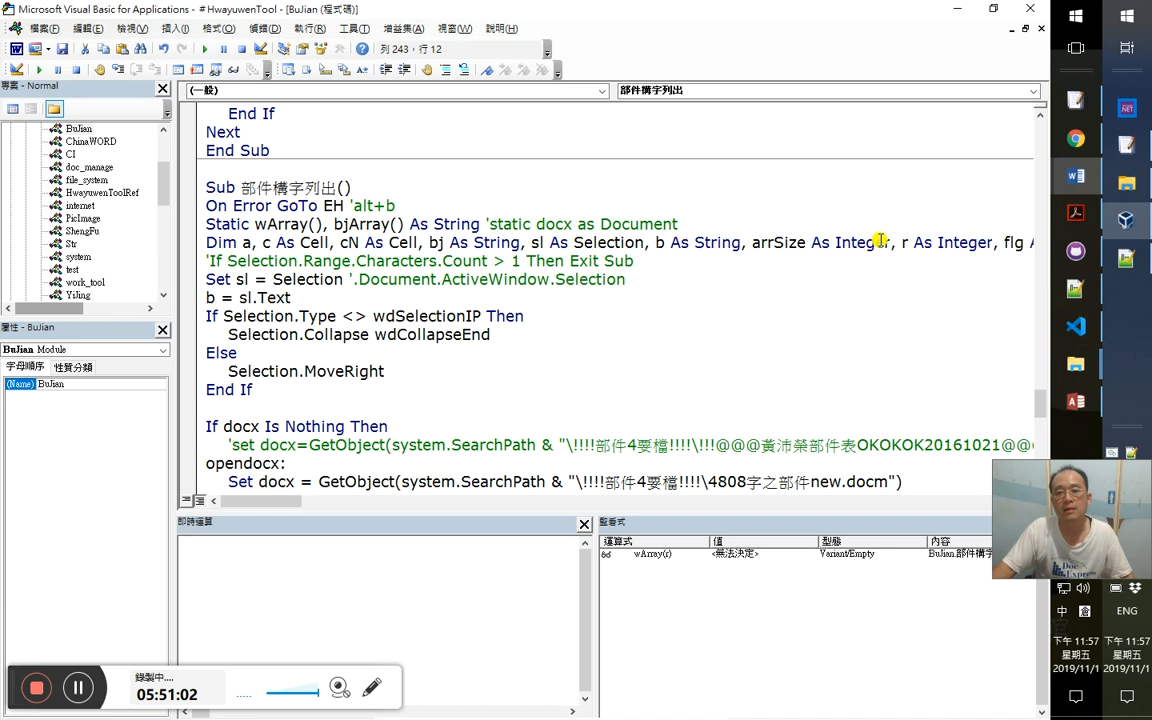 Microsoft Visual Basic for Applications - #HwayuwenTool - [BuJian (程式碼)]
檔案(F) 編輯(E) 檢視(V) 插入(I) 格式(O) 偵錯(D) 執行(R) 工具(T) 增益集(A) 視窗(W) 說明(H)
列 243，行 12
專案 - Normal
BuJian
ChinaWORD
CI
doc_manage
file_system
HwayuwenToolRef
internet
PicImage
ShengFu
Str
system
test
work_tool
YiJing
屬性 - BuJian
BuJian Module
字母順序 性質分類
(Name) BuJian
(一般) 部件構字列出
End If
Next
End Sub
Sub 部件構字列出()
On Error GoTo EH 'alt+b
Static wArray(), bjArray() As String 'static docx as Document
Dim a, c As Cell, cN As Cell, bj As String, sl As Selection, b As String, arrSize As Integer, r As Integer, flg
'If Selection.Range.Characters.Count > 1 Then Exit Sub
Set sl = Selection '.Document.ActiveWindow.Selection
b = sl.Text
If Selection.Type <> wdSelectionIP Then
Selection.Collapse wdCollapseEnd
Else
Selection.MoveRight
End If
If docx Is Nothing Then
'set docx=GetObject(system.SearchPath & "\!!!!部件4要檔!!!!\!!!@@@黃沛榮部件表OKOKOK20161021@@
opendocx:
Set docx = GetObject(system.SearchPath & "\!!!!部件4要檔!!!!\4808字之部件new.docm")
即時運算
監看式
運算式 值 型態 內容
wArray(r) <無法決定> Variant/Empty BuJian.部件構字
錄製中....
05:51:02
中 倉 ENG
下午 11:57 下午 11:57
星期五 星期五
2019/11/1 2019/11/1